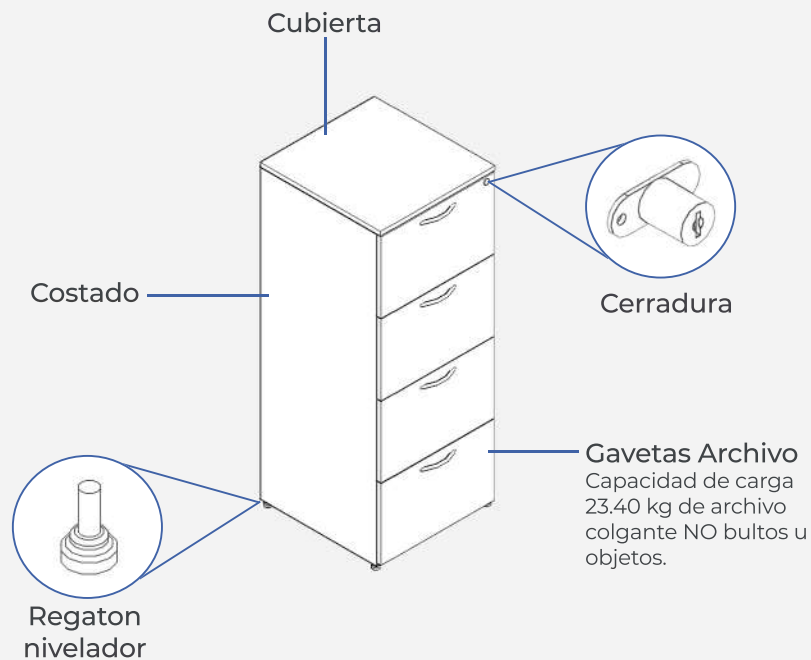 Cubierta
Costado
Cerradura
Gavetas Archivo
Capacidad de carga
23.40 kg de archivo
colgante NO bultos u
objetos.
Regaton
nivelador